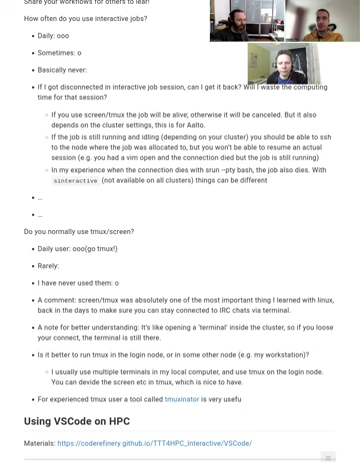 Share your workflows for others to lear!
How often do you use interactive jobs?
• Daily: ooo
• Sometimes: o
• Basically never:
• If I got disconnected in interactive job session, can I get it back? Will I waste the computing
time for that session?
◦ If you use screen/tmux the job will be alive; otherwise it will be canceled. But it also
depends on the cluster settings, this is for Aalto.
◦ If the job is still running and idling (depending on your cluster) you should be able to ssh
to the node where the job was allocated to, but you won't be able to resume an actual
session (e.g. you had a vim open and the connection died but the job is still running)
◦ In my experience when the connection dies with srun –pty bash, the job also dies. With
sinteractive (not available on all clusters) things can be different
• ...
• ...
Do you normally use tmux/screen?
• Daily user: ooo(go tmux!)
• Rarely:
• I have never used them: o
• A comment: screen/tmux was absolutely one of the most important thing I learned with linux,
back in the days to make sure you can stay connected to IRC chats via terminal.
• A note for better understanding: It's like opening a 'terminal' inside the cluster, so if you loose
your connect, the terminal is still there.
• Is it better to run tmux in the login node, or in some other node (e.g. my workstation)?
◦ I usually use multiple terminals in my local computer, and use tmux on the login node.
You can devide the screen etc in tmux, which is nice to have.
• For experienced tmux user a tool called tmuxinator is very usefu
Using VSCode on HPC
Materials: https://coderefinery.github.io/TTT4HPC_Interactive/VSCode/